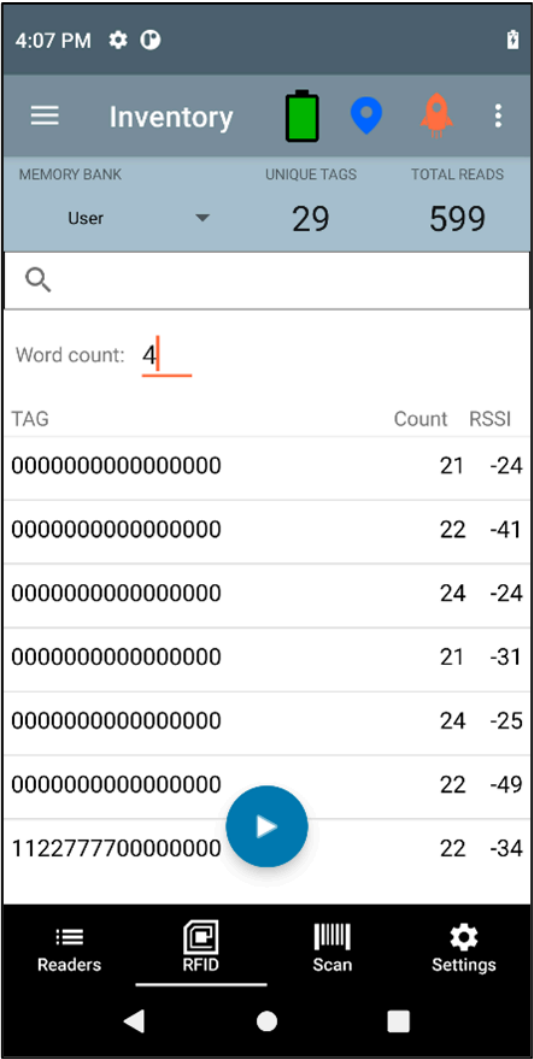 4:07 PM
Inventory
MEMORY BANK UNIQUE TAGS TOTAL READS
User 29 599
Word count: 4
TAG Count RSSI
0000000000000000 21 -24
0000000000000000 22 -41
0000000000000000 24 -24
0000000000000000 21 -31
0000000000000000 24 -25
0000000000000000 22 -49
1122777700000000 22 -34
Readers RFID Scan Settings